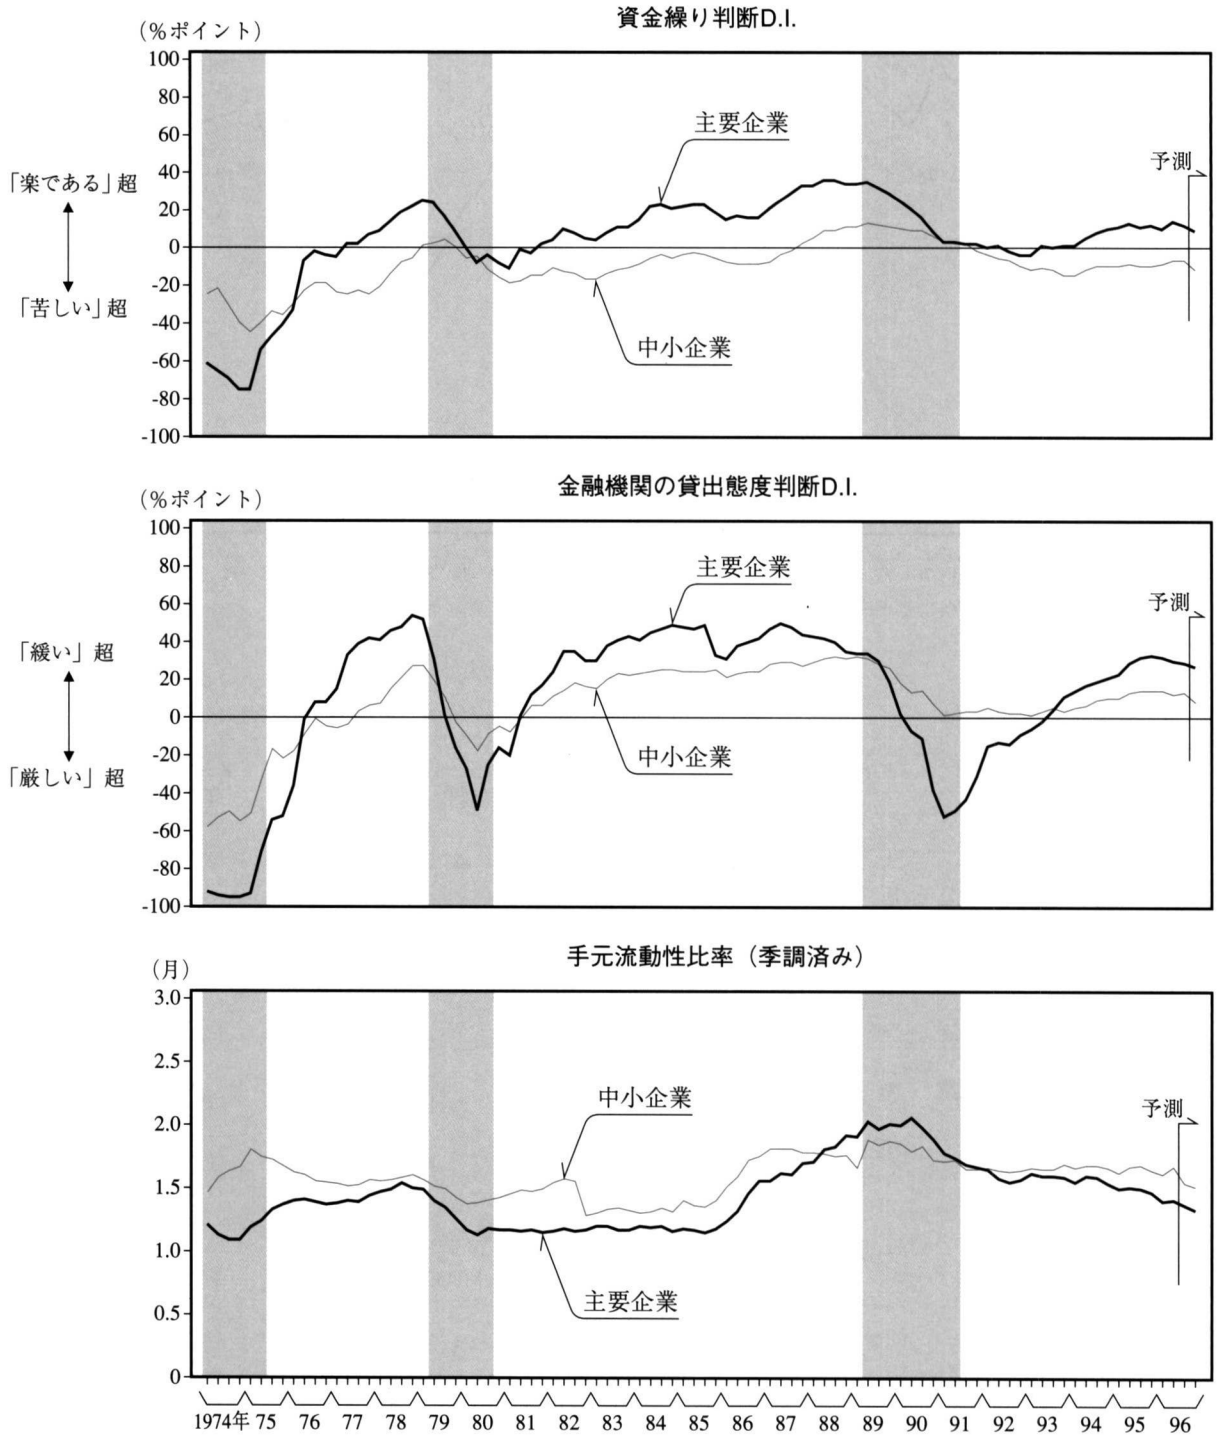 資金繰り判断D.I.
（%ポイント）
100
80
60
40
20
0
-20
-40
-60
-80
-100
「楽である」超
「苦しい」超
主要企業
中小企業
予測
金融機関の貸出態度判断D.I.
（%ポイント）
100
80
60
40
20
0
-20
-40
-60
-80
-100
「緩い」超
「厳しい」超
主要企業
中小企業
予測
手元流動性比率（季調済み）
（月）
3.0
2.5
2.0
1.5
1.0
0.5
0
中小企業
主要企業
予測
1974年 75 76 77 78 79 80 81 82 83 84 85 86 87 88 89 90 91 92 93 94 95 96